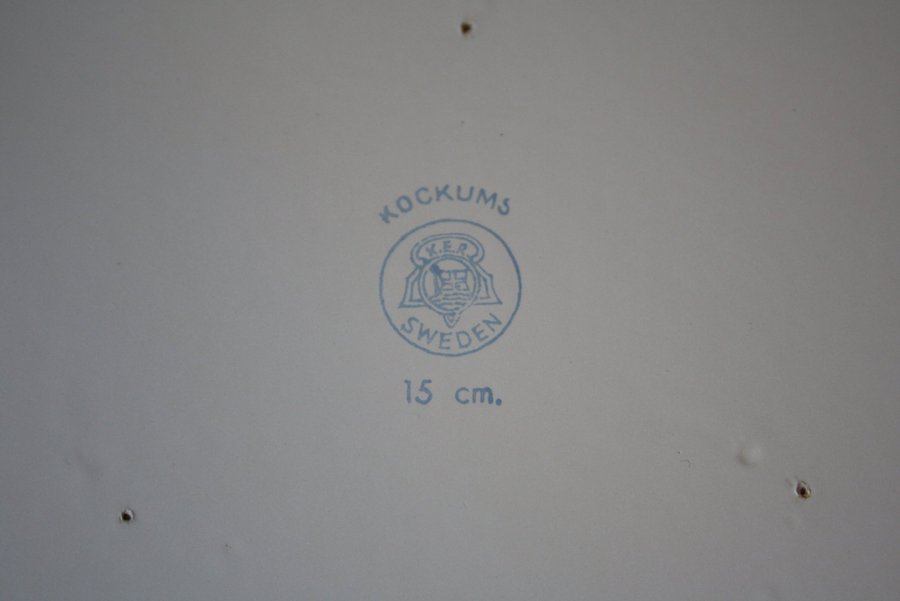 KOCKUMS
K.E.R.
SWEDEN
15 cm.